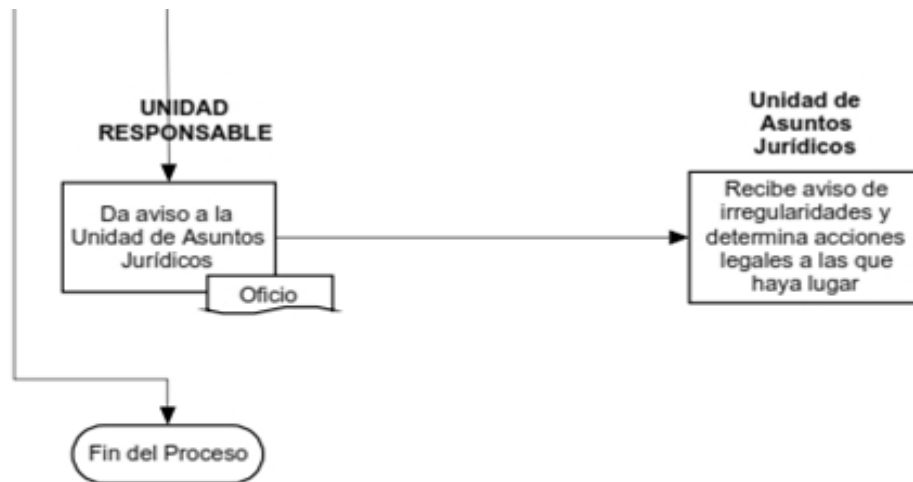 UNIDAD
RESPONSABLE
Da aviso a la
Unidad de Asuntos
Jurídicos
Oficio
Unidad de
Asuntos
Jurídicos
Recibe aviso de
irregularidades y
determina acciones
legales a las que
haya lugar
Fin del Proceso